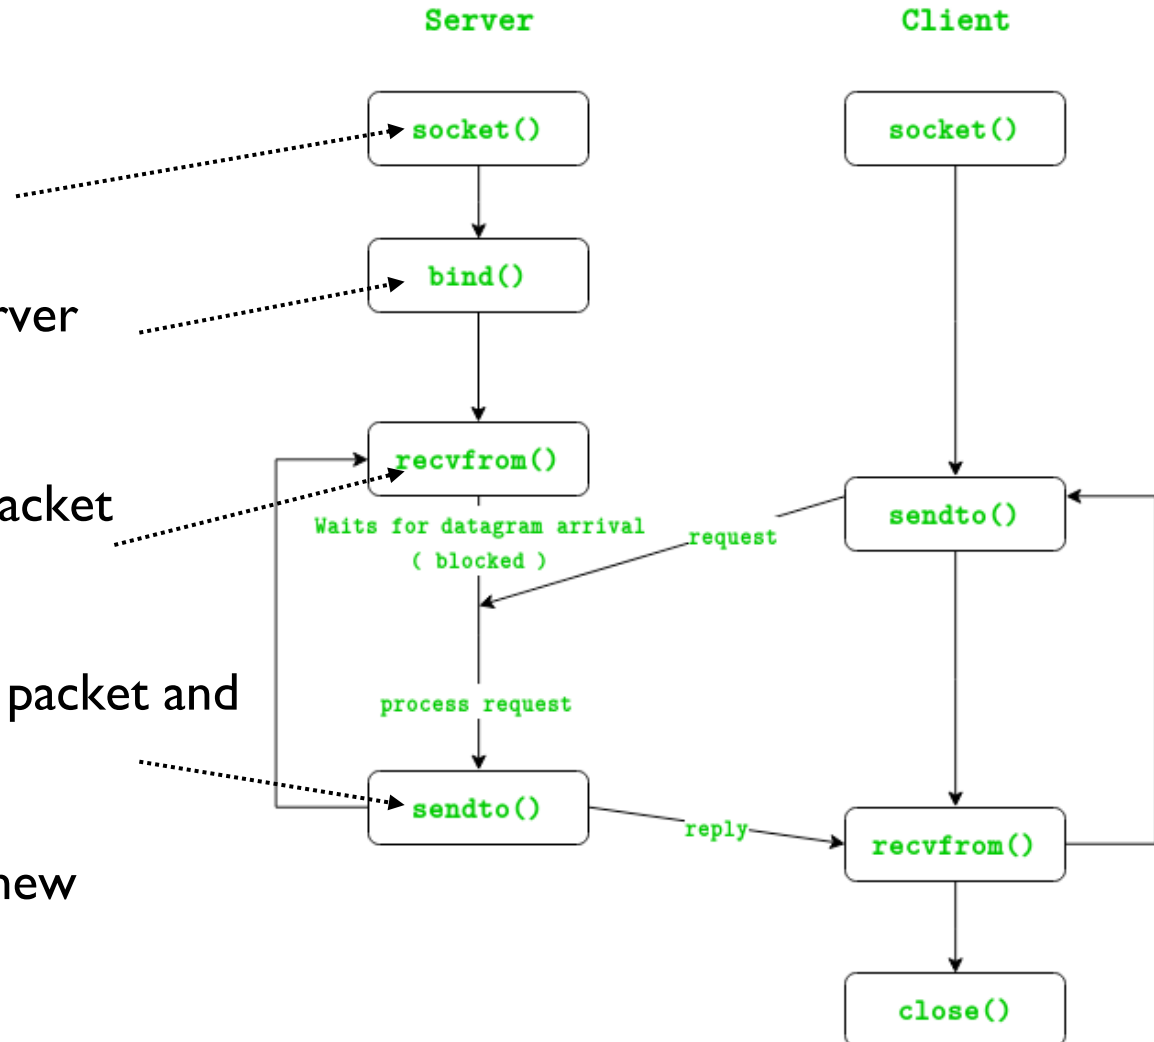 Server
Client
socket()
socket()
bind()
rver
recvfrom()
acket
sendto()
Waits for datagram arrival
request
( blocked )
packet and
process request
sendto()
reply
recvfrom()
new
close()